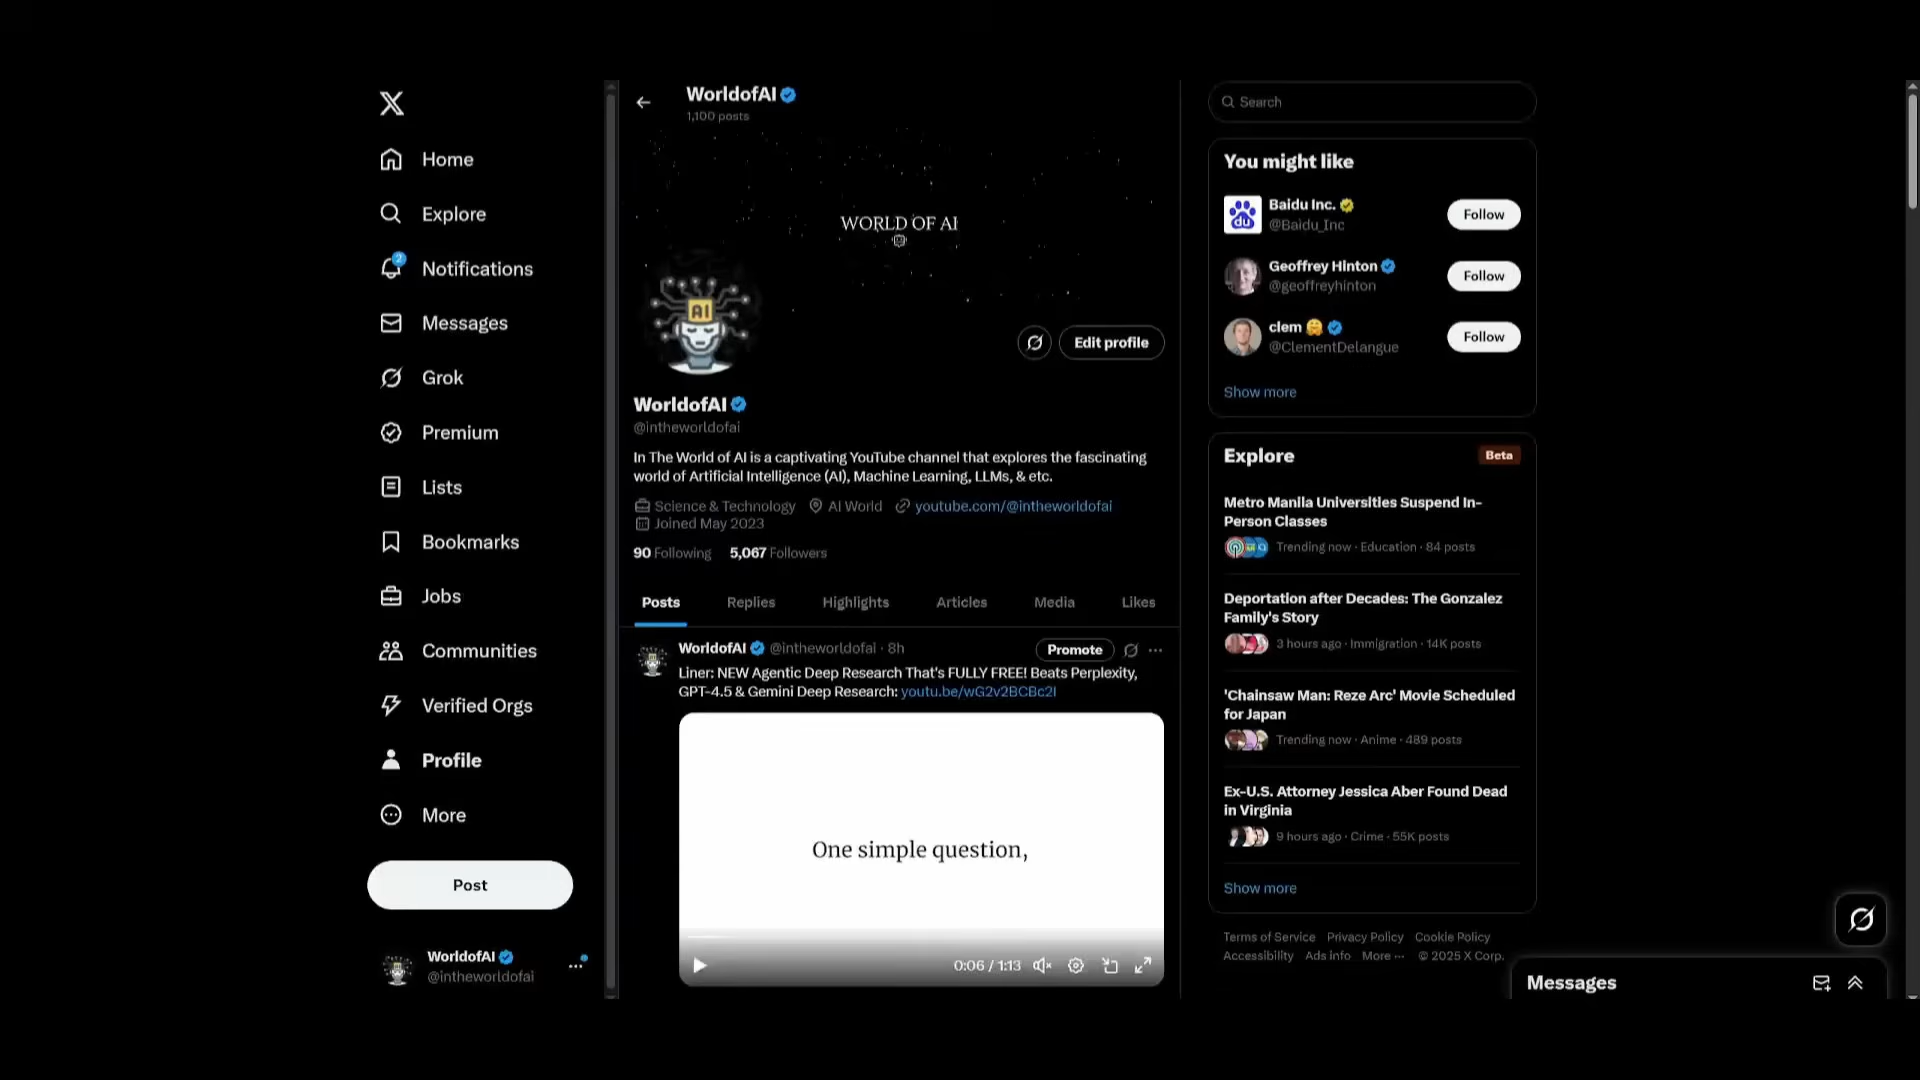 Home
Explore
2
Notifications
Messages
Grok
Premium
Lists
Bookmarks
Jobs
Communities
Verified Orgs
Profile
More
Post
WorldofAI
@intheworldofai
WorldofAI
1,100 posts
WORLD OF AI
AI
Edit profile
WorldofAI
@intheworldofai
In The World of AI is a captivating YouTube channel that explores the fascinating
world of Artificial Intelligence (AI), Machine Learning, LLMs, & etc.
Science & Technology AI World youtube.com/@intheworldofai
Joined May 2023
90 Following 5,067 Followers
Posts Replies Highlights Articles Media Likes
WorldofAI @intheworldofai · 8h Promote
Liner: NEW Agentic Deep Research That's FULLY FREE! Beats Perplexity,
GPT-4.5 & Gemini Deep Research: youtu.be/wG2v2BCBc2I
One simple question,
0:06 / 1:13
Search
You might like
du
Baidu Inc.
@Baidu_Inc
Follow
Geoffrey Hinton
@geoffreyhinton
Follow
clem 🤗
@ClementDelangue
Follow
Show more
Explore Beta
Metro Manila Universities Suspend In-
Person Classes
Trending now · Education · 84 posts
Deportation after Decades: The Gonzalez
Family's Story
3 hours ago · Immigration · 14K posts
'Chainsaw Man: Reze Arc' Movie Scheduled
for Japan
Trending now · Anime · 489 posts
Ex-U.S. Attorney Jessica Aber Found Dead
in Virginia
9 hours ago · Crime · 55K posts
Show more
Terms of Service Privacy Policy Cookie Policy
Accessibility Ads info More ··· © 2025 X Corp.
Messages